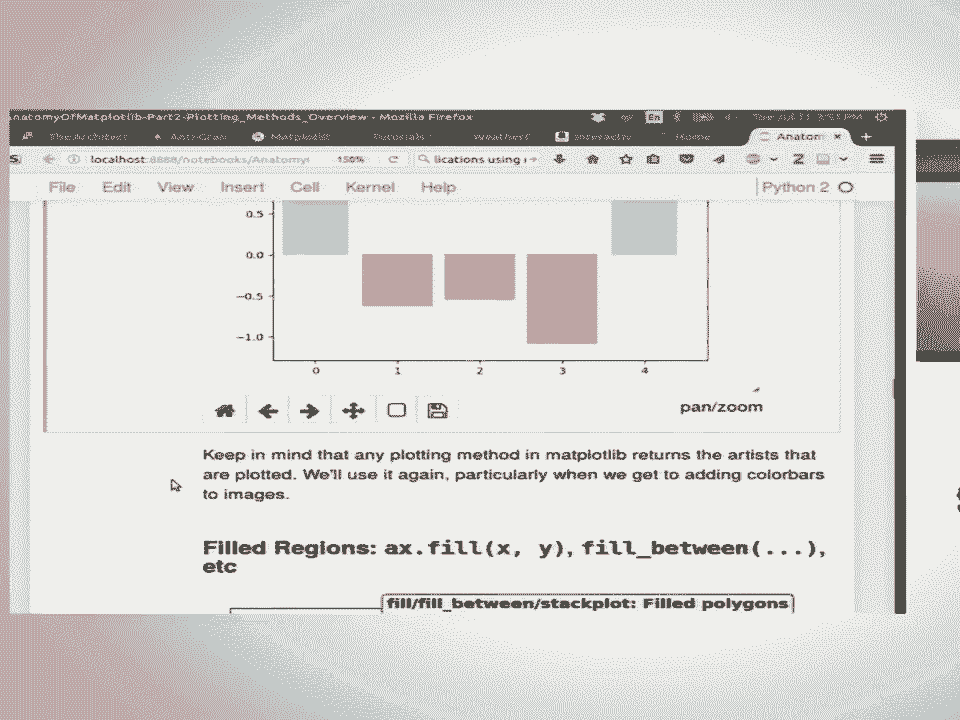 AnatomyOfMatplotlib-Part2-Plotting_Methods_Overview - Mozilla Firefox
En Tue Jul 11
Matplotlib Tutorials Home Anatom
localhost:8888/notebooks/Anatomy 150% lications using
File Edit View Insert Cell Kernel Help Python 2
0.5
0.0
−0.5
−1.0
0 1 2 3 4
pan/zoom
Keep in mind that any plotting method in matplotlib returns the artists that
are plotted. We'll use it again, particularly when we get to adding colorbars
to images.
Filled Regions: ax.fill(x, y), fill_between(...),
etc
fill/fill_between/stackplot: Filled polygons